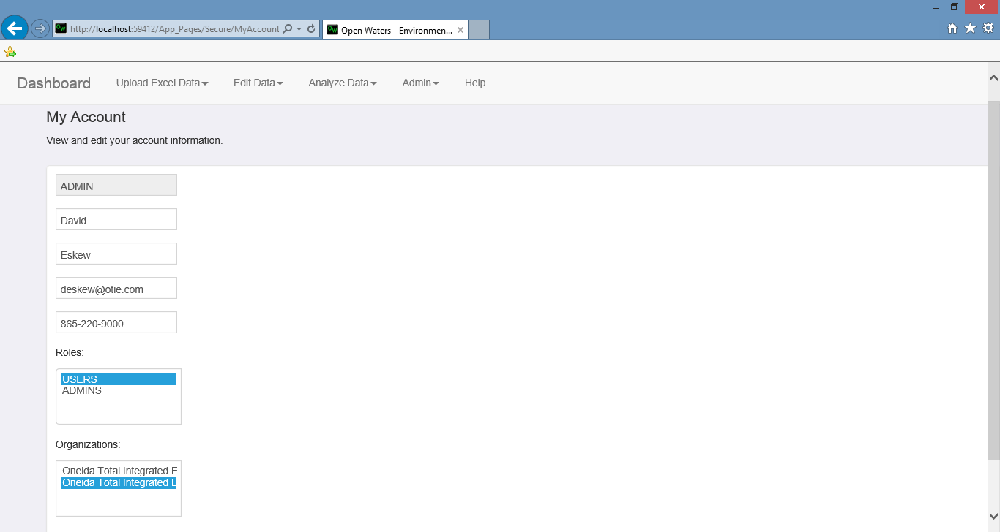 http://localhost:59412/App_Pages/Secure/MyAccount
Open Waters - Environmen...
Dashboard
Upload Excel Data
Edit Data
Analyze Data
Admin
Help
My Account
View and edit your account information.
ADMIN
David
Eskew
deskew@otie.com
865-220-9000
Roles:
USERS
ADMINS
Organizations:
Oneida Total Integrated E
Oneida Total Integrated E